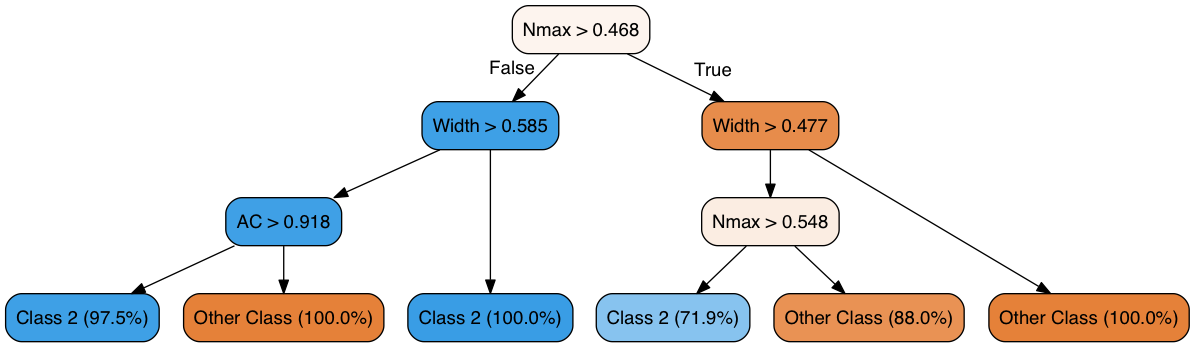 Nmax > 0.468
False
True
Width > 0.585
Width > 0.477
AC > 0.918
Nmax > 0.548
Class 2 (97.5%)
Other Class (100.0%)
Class 2 (100.0%)
Class 2 (71.9%)
Other Class (88.0%)
Other Class (100.0%)